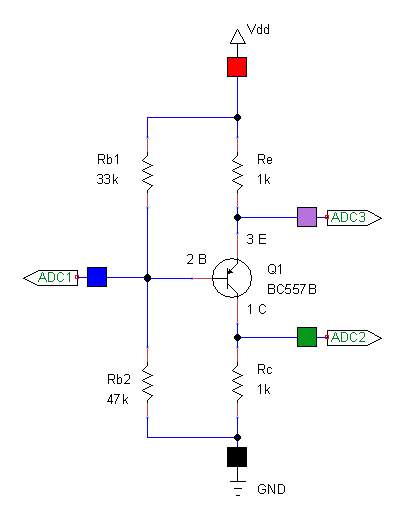 Vdd
Rb1
33k
Re
1k
ADC3
3 E
2 B
Q1
BC557B
ADC1
1 C
ADC2
Rb2
47k
Rc
1k
GND